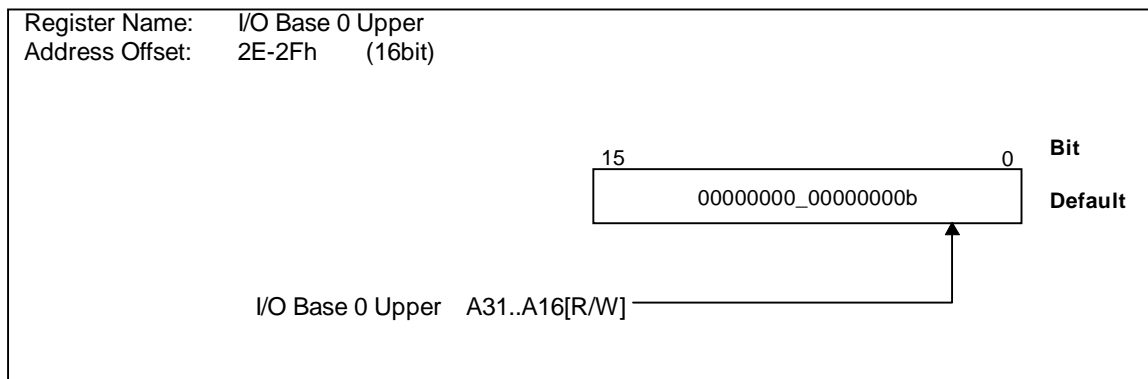 Register Name: I/O Base 0 Upper
Address Offset: 2E-2Fh (16bit)
15 0 Bit
00000000_00000000b Default
I/O Base 0 Upper A31..A16[R/W]